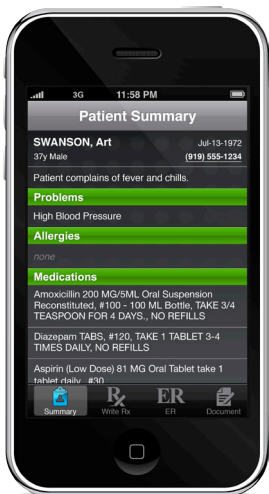 3G 11:58 PM
Patient Summary
SWANSON, Art Jul-13-1972
37y Male (919) 555-1234
Patient complains of fever and chills.
Problems
High Blood Pressure
Allergies
none
Medications
Amoxicillin 200 MG/5ML Oral Suspension
Reconstituted, #100 - 100 ML Bottle, TAKE 3/4
TEASPOON FOR 4 DAYS., NO REFILLS
Diazepam TABS, #120, TAKE 1 TABLET 3-4
TIMES DAILY, NO REFILLS
Aspirin (Low Dose) 81 MG Oral Tablet take 1
tablet daily #30
Rx ER
Summary Write Rx ER Document